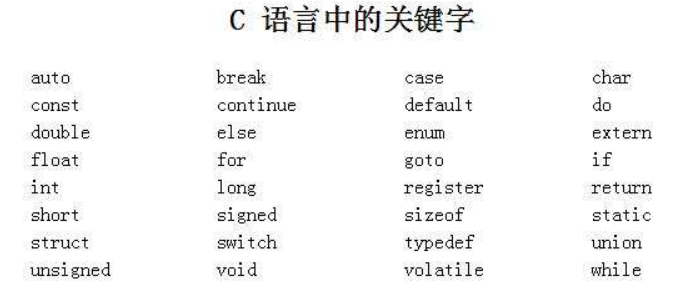 C 语言中的关键字
auto break case char
const continue default do
double else enum extern
float for goto if
int long register return
short signed sizeof static
struct switch typedef union
unsigned void volatile while